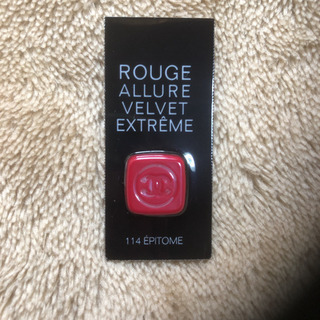 ROUGE
ALLURE
VELVET
EXTRÊME
114 ÉPITOME